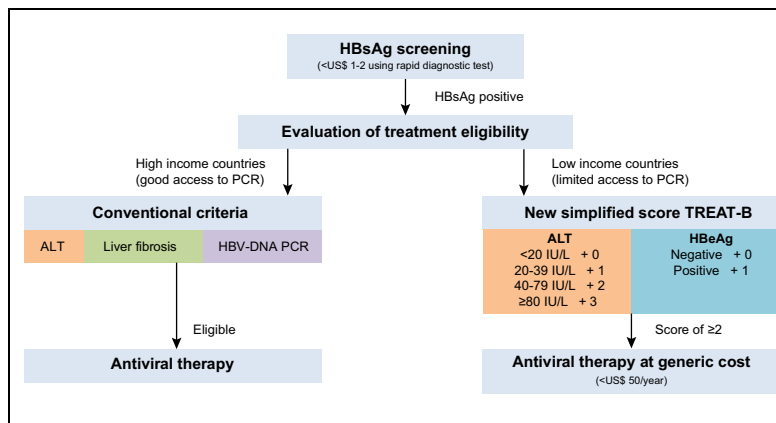 HBsAg screening
(<US$ 1-2 using rapid diagnostic test)
HBsAg positive
Evaluation of treatment eligibility
High income countries
(good access to PCR)
Low income countries
(limited access to PCR)
Conventional criteria
ALT
Liver fibrosis
HBV-DNA PCR
New simplified score TREAT-B
ALT
<20 IU/L + 0
20-39 IU/L + 1
40-79 IU/L + 2
≥80 IU/L + 3
HBeAg
Negative + 0
Positive + 1
Eligible
Score of ≥2
Antiviral therapy
Antiviral therapy at generic cost
(<US$ 50/year)